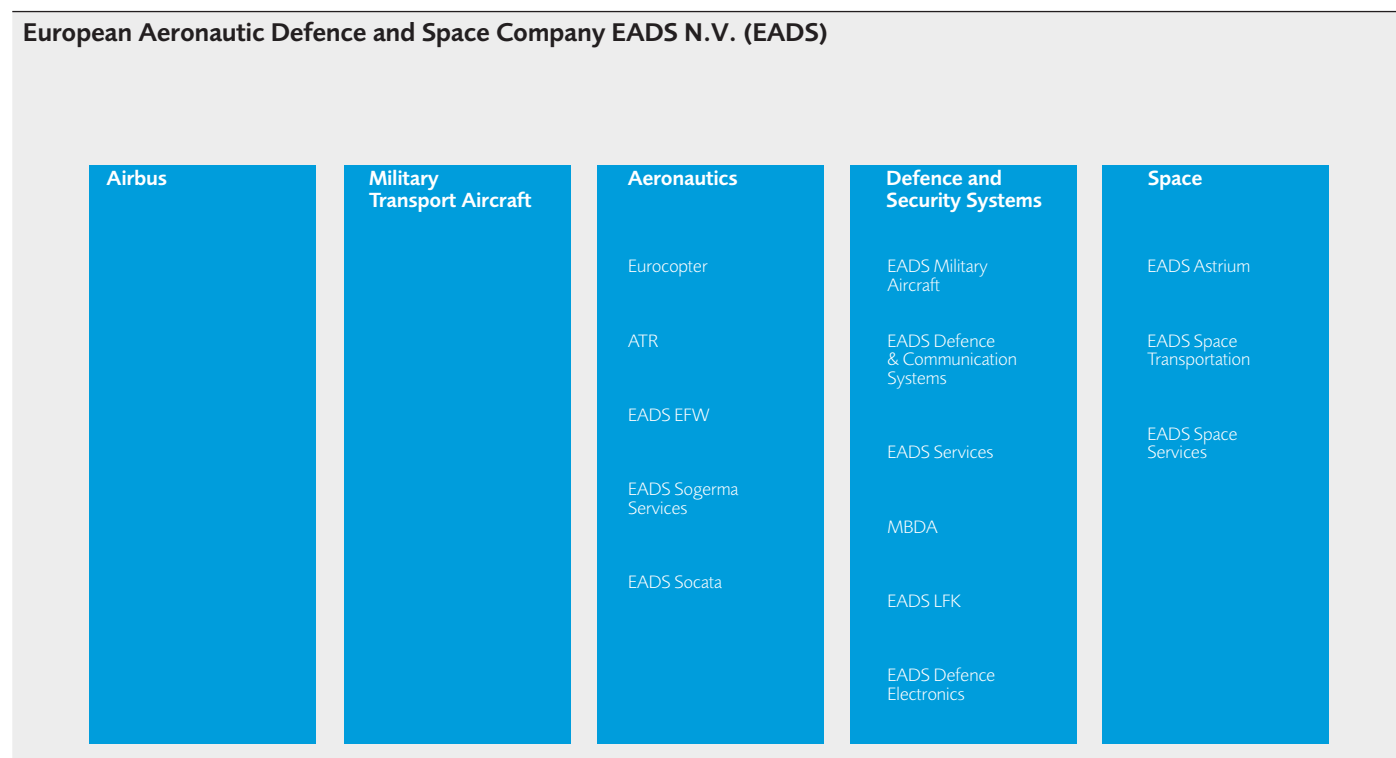 European Aeronautic Defence and Space Company EADS N.V. (EADS)
Airbus
Military
Transport Aircraft
Aeronautics
Eurocopter
ATR
EADS EFW
EADS Sogerma
Services
EADS Socata
Defence and
Security Systems
EADS Military
Aircraft
EADS Defence
& Communication
Systems
EADS Services
MBDA
EADS LFK
EADS Defence
Electronics
Space
EADS Astrium
EADS Space
Transportation
EADS Space
Services